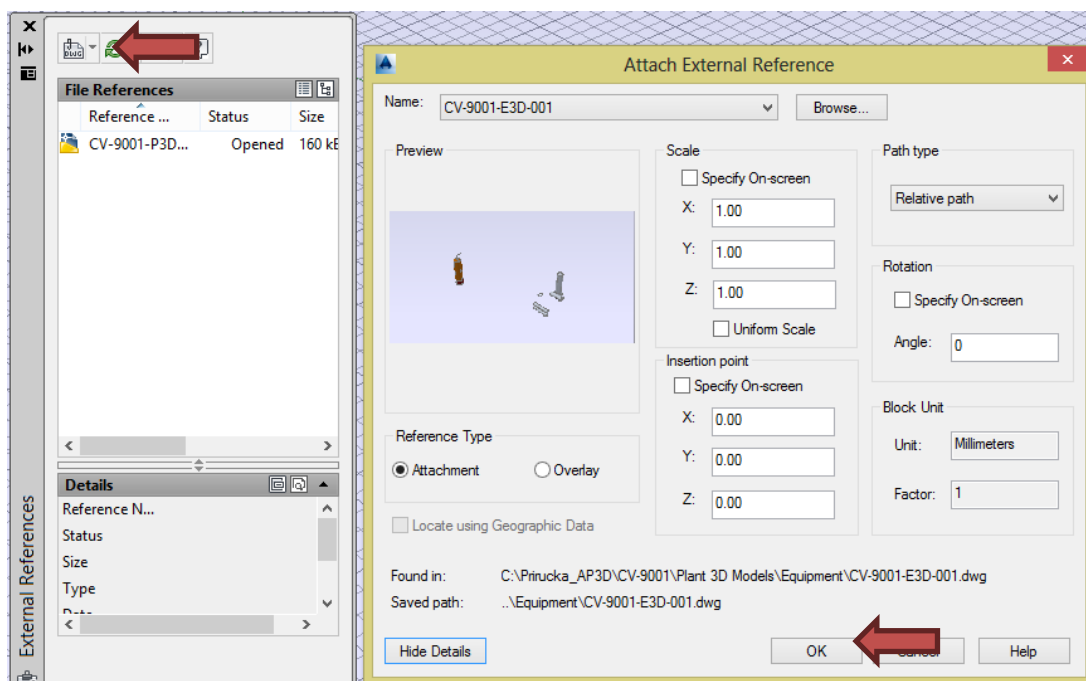 DWG
File References
Reference ... Status Size
CV-9001-P3D... Opened 160 kE
Details
Reference N...
Status
Size
Type
External References
Attach External Reference
Name: CV-9001-E3D-001 Browse...
Preview
Scale
Specify On-screen
X: 1.00
Y: 1.00
Z: 1.00
Uniform Scale
Path type
Relative path
Rotation
Specify On-screen
Angle: 0
Insertion point
Specify On-screen
X: 0.00
Y: 0.00
Z: 0.00
Block Unit
Unit: Millimeters
Factor: 1
Reference Type
Attachment Overlay
Locate using Geographic Data
Found in: C:\Prirucka_AP3D\CV-9001\Plant 3D Models\Equipment\CV-9001-E3D-001.dwg
Saved path: ..\Equipment\CV-9001-E3D-001.dwg
Hide Details OK Cancel Help